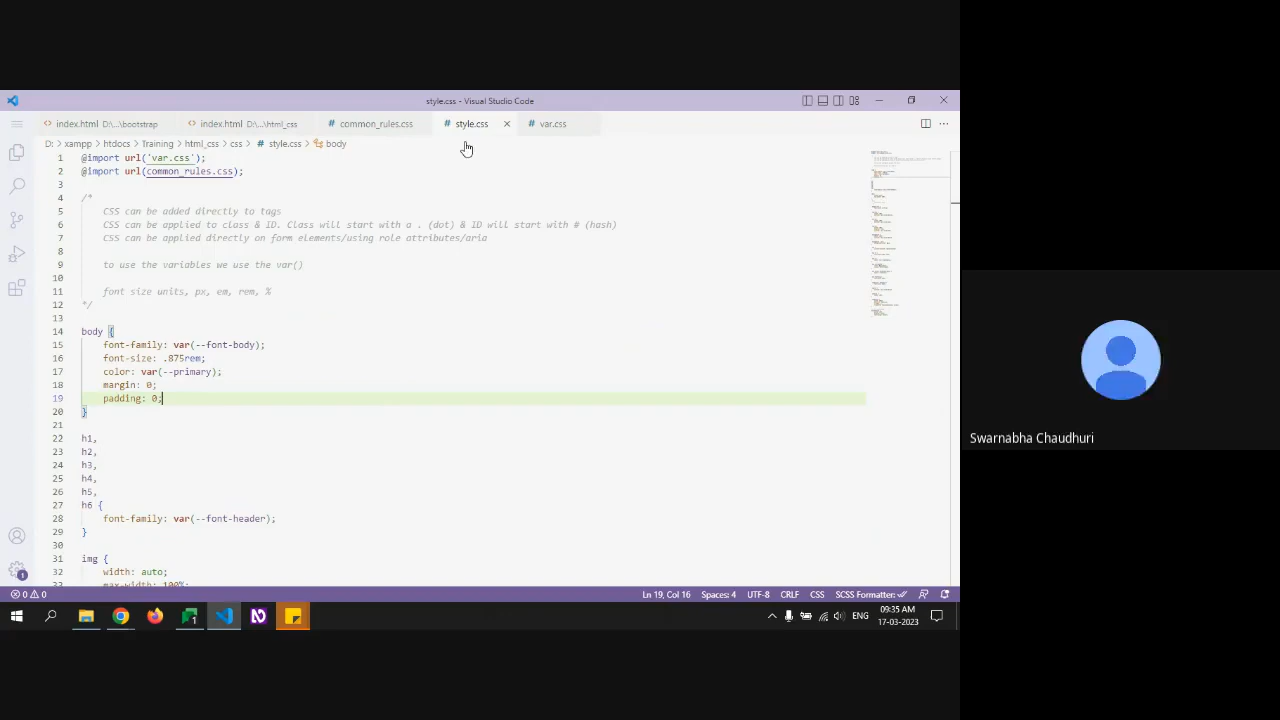 style.css - Visual Studio Code
index.html D:\...\bootstrap
index.html D:\...\html_css
# common_rules.css
# style.css
# var.css
D: > xampp > htdocs > Training > html_css > css > # style.css > body
1 @import url('var.css');
2 @import url(common_rules.css);
3
4 /*
5 CSS can be added directly to tags
6 CSS can be applied to class or id. Class will start with a . (dot) & ID will start with # (hash)
7 CSS can be applied directly on form elements/using role attributes/aria
8
9 To use the variables we use the var()
10
11 Font size units: px, em, rem, %
12 */
13
14 body {
15 font-family: var(--font-body);
16 font-size: .875rem;
17 color: var(--primary);
18 margin: 0;
19 padding: 0;
20 }
21
22 h1,
23 h2,
24 h3,
25 h4,
26 h5,
27 h6 {
28 font-family: var(--font-header);
29 }
30
31 img {
32 width: auto;
33 max-width: 100%;
0 0
Ln 19, Col 16
Spaces: 4
UTF-8
CRLF
CSS
SCSS Formatter:
1
ENG
09:35 AM
17-03-2023
Swarnabha Chaudhuri